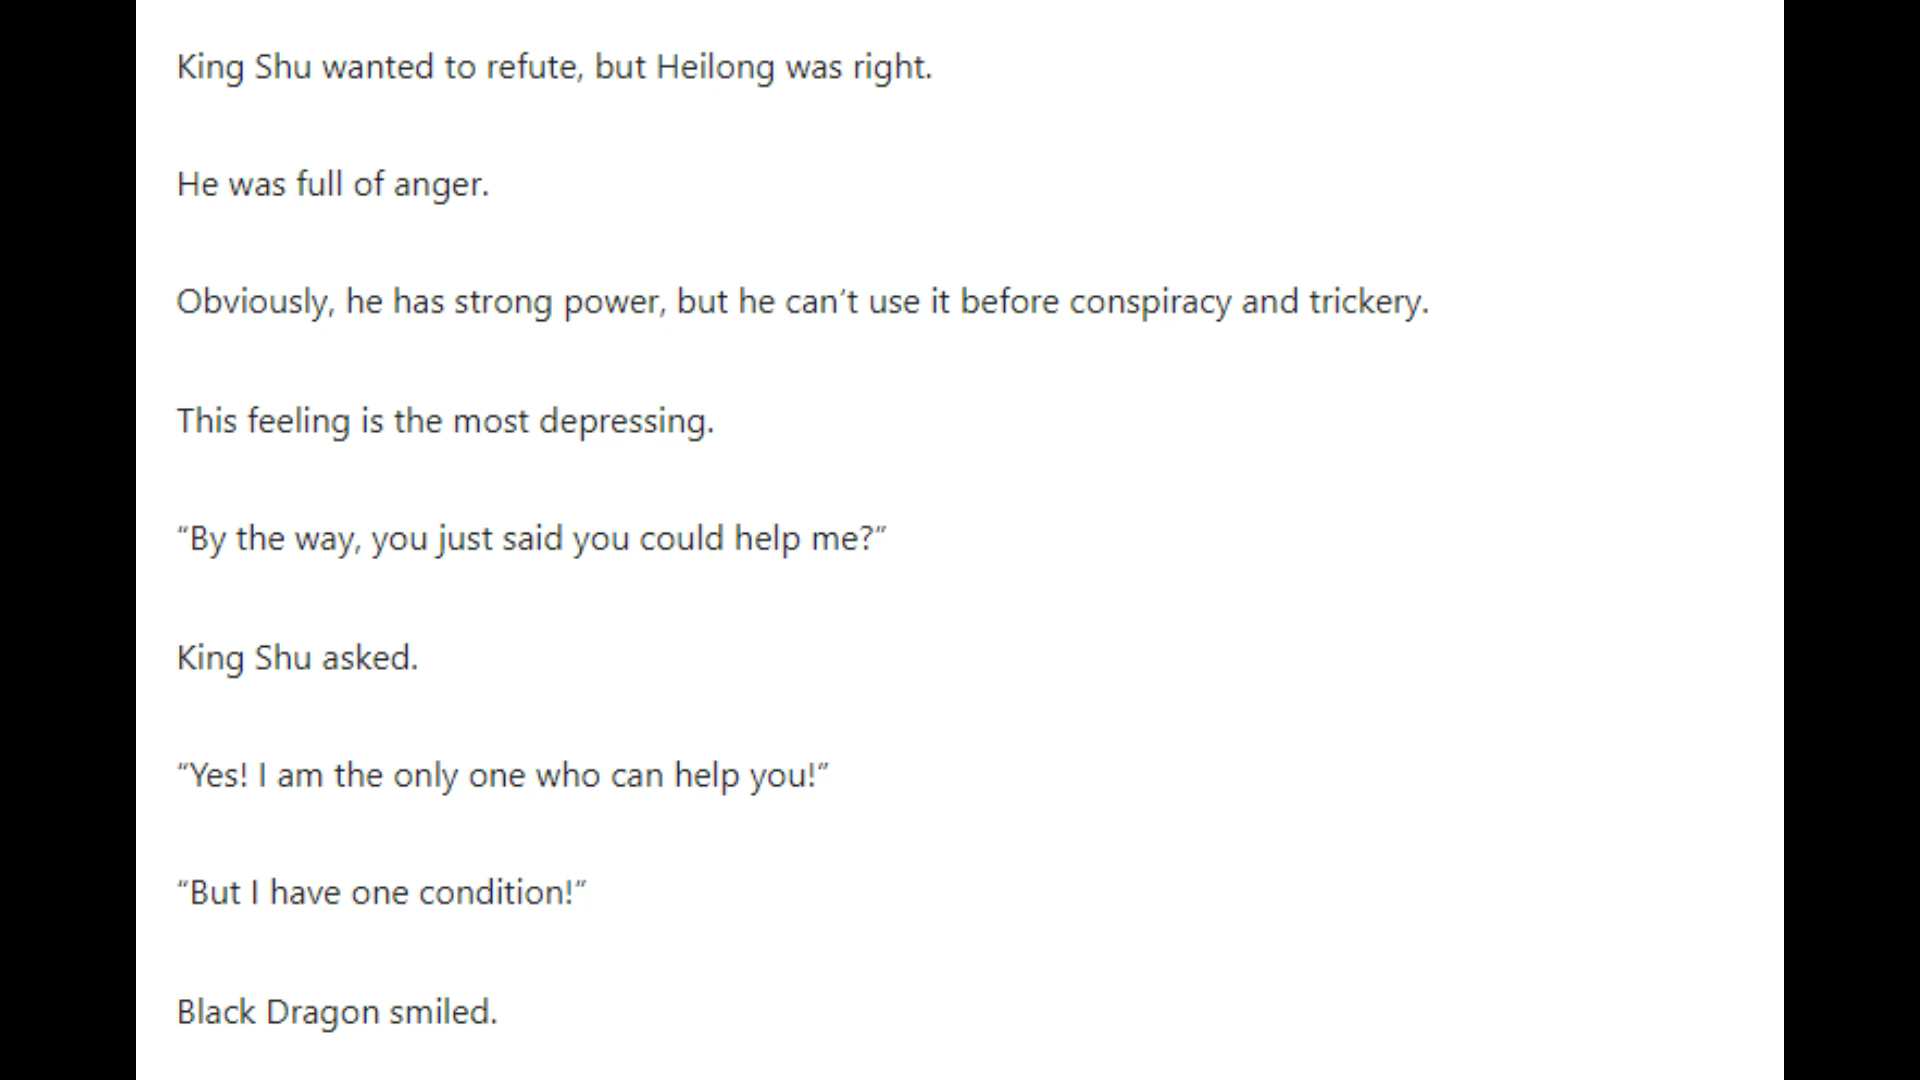 King Shu wanted to refute, but Heilong was right.
He was full of anger.
Obviously, he has strong power, but he can’t use it before conspiracy and trickery.
This feeling is the most depressing.
“By the way, you just said you could help me?”
King Shu asked.
“Yes! I am the only one who can help you!”
“But I have one condition!”
Black Dragon smiled.